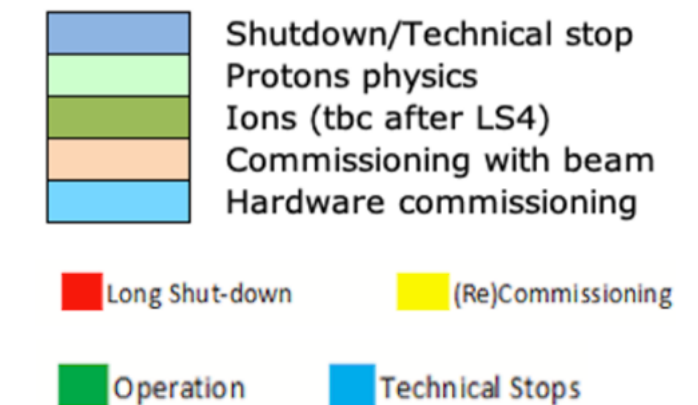 Shutdown/Technical stop
Protons physics
Ions (tbc after LS4)
Commissioning with beam
Hardware commissioning
Long Shut-down (Re)Commissioning
Operation Technical Stops